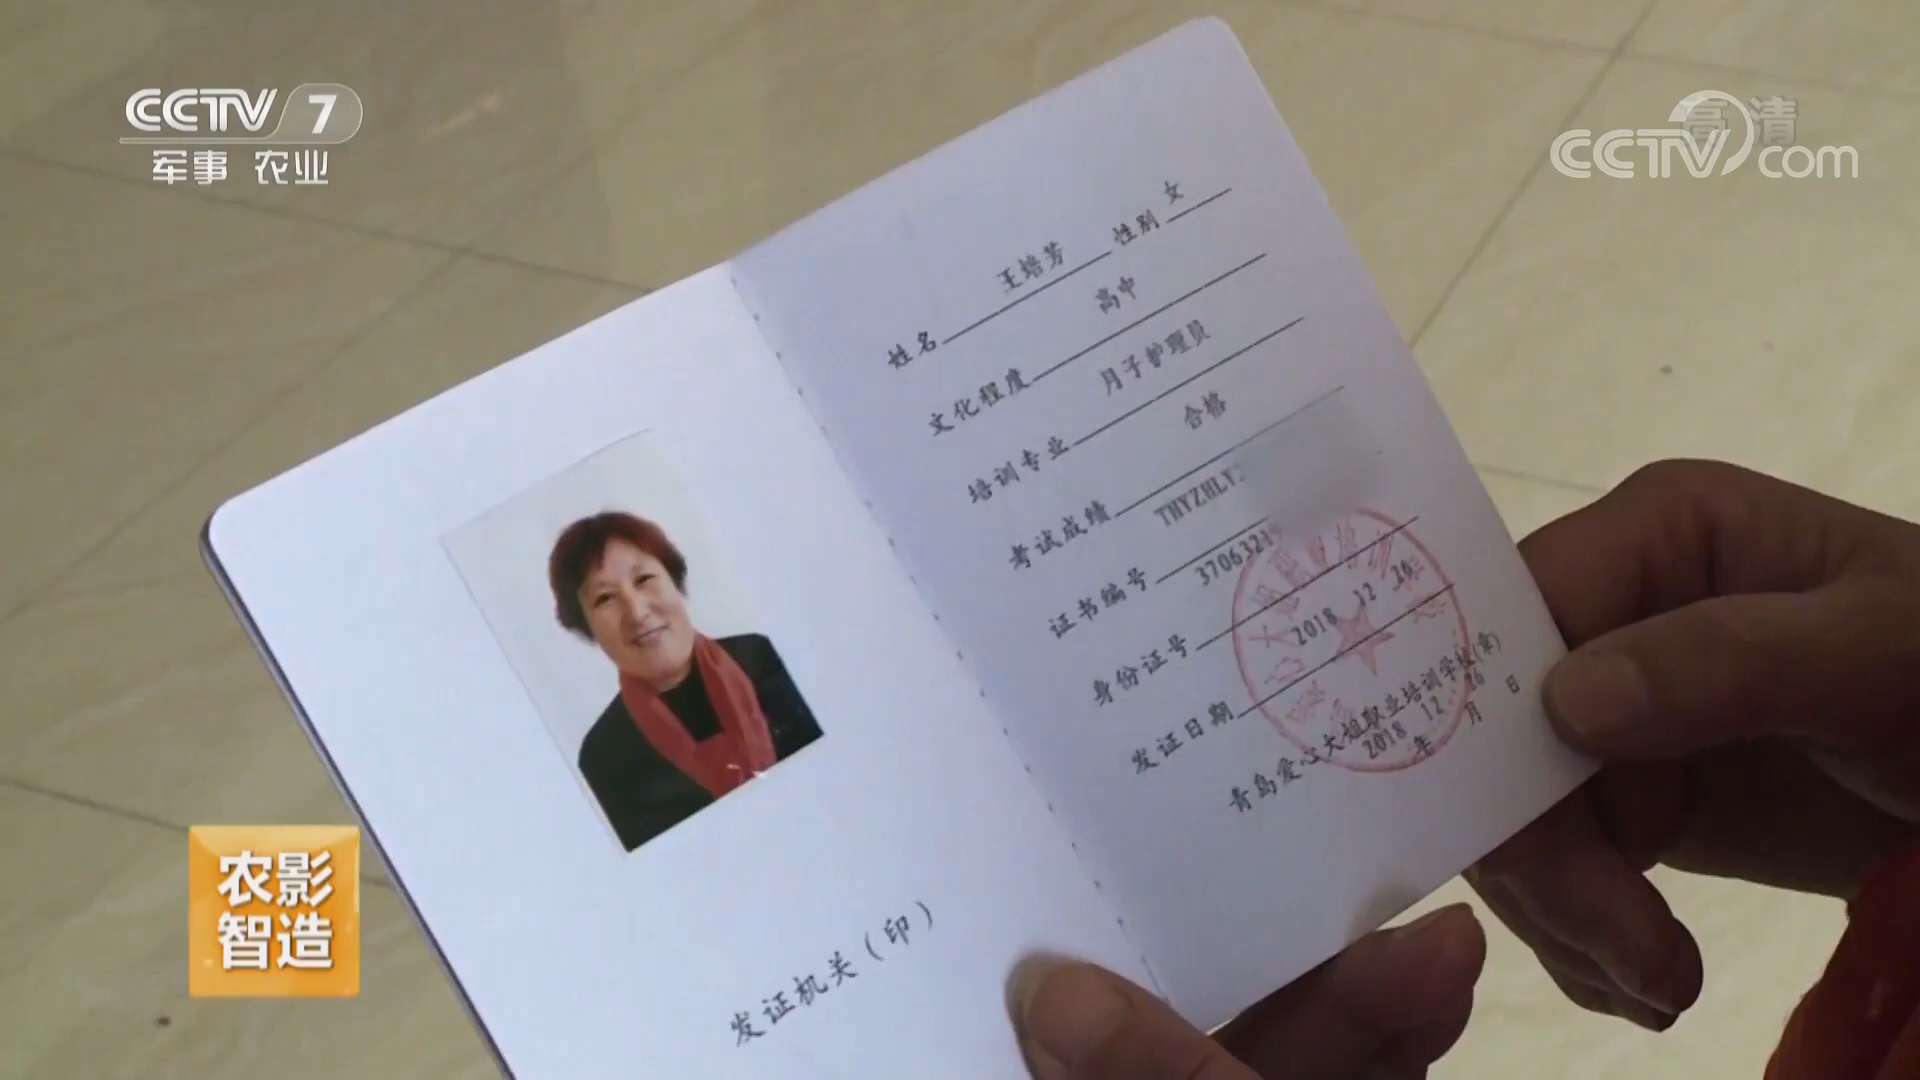 CCTV 7
军事 农业
高清
CCTV.com
姓名 王培芳 性别 女
文化程度 高中
培训专业 月子护理员
考试成绩 合格
证书编号 THYZHLY
身份证号 370632
发证日期 2018 12 26
青岛爱心大姐职业培训学校(章)
2018 年 12 月 26 日
发证机关(印)
农影
智造